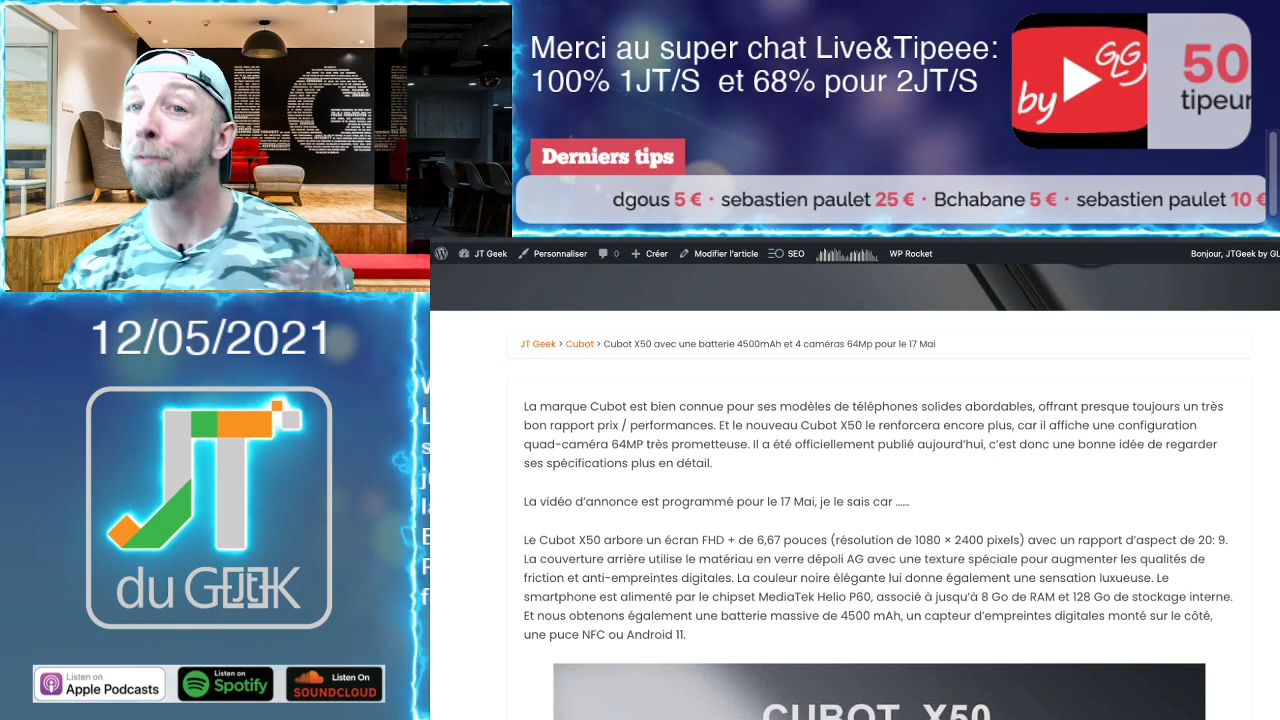 Merci au super chat Live&Tipeee:
100% 1JT/S et 68% pour 2JT/S
by GLG
50
tipeur
Derniers tips
dgous 5 € · sebastien paulet 25 € · Bchabane 5 € · sebastien paulet 10 €
JT Geek Personnaliser 0 Créer Modifier l'article SEO WP Rocket Bonjour, JTGeek by GL
12/05/2021
JT
du GEEK
Listen on
Apple Podcasts
Listen on
Spotify
Listen On
SOUNDCLOUD
JT Geek > Cubot > Cubot X50 avec une batterie 4500mAh et 4 caméras 64Mp pour le 17 Mai
La marque Cubot est bien connue pour ses modèles de téléphones solides abordables, offrant presque toujours un très
bon rapport prix / performances. Et le nouveau Cubot X50 le renforcera encore plus, car il affiche une configuration
quad-caméra 64MP très prometteuse. Il a été officiellement publié aujourd'hui, c'est donc une bonne idée de regarder
ses spécifications plus en détail.
La vidéo d'annonce est programmé pour le 17 Mai, je le sais car ……
Le Cubot X50 arbore un écran FHD + de 6,67 pouces (résolution de 1080 × 2400 pixels) avec un rapport d'aspect de 20: 9.
La couverture arrière utilise le matériau en verre dépoli AG avec une texture spéciale pour augmenter les qualités de
friction et anti-empreintes digitales. La couleur noire élégante lui donne également une sensation luxueuse. Le
smartphone est alimenté par le chipset MediaTek Helio P60, associé à jusqu'à 8 Go de RAM et 128 Go de stockage interne.
Et nous obtenons également une batterie massive de 4500 mAh, un capteur d'empreintes digitales monté sur le côté,
une puce NFC ou Android 11.
CUBOT X50